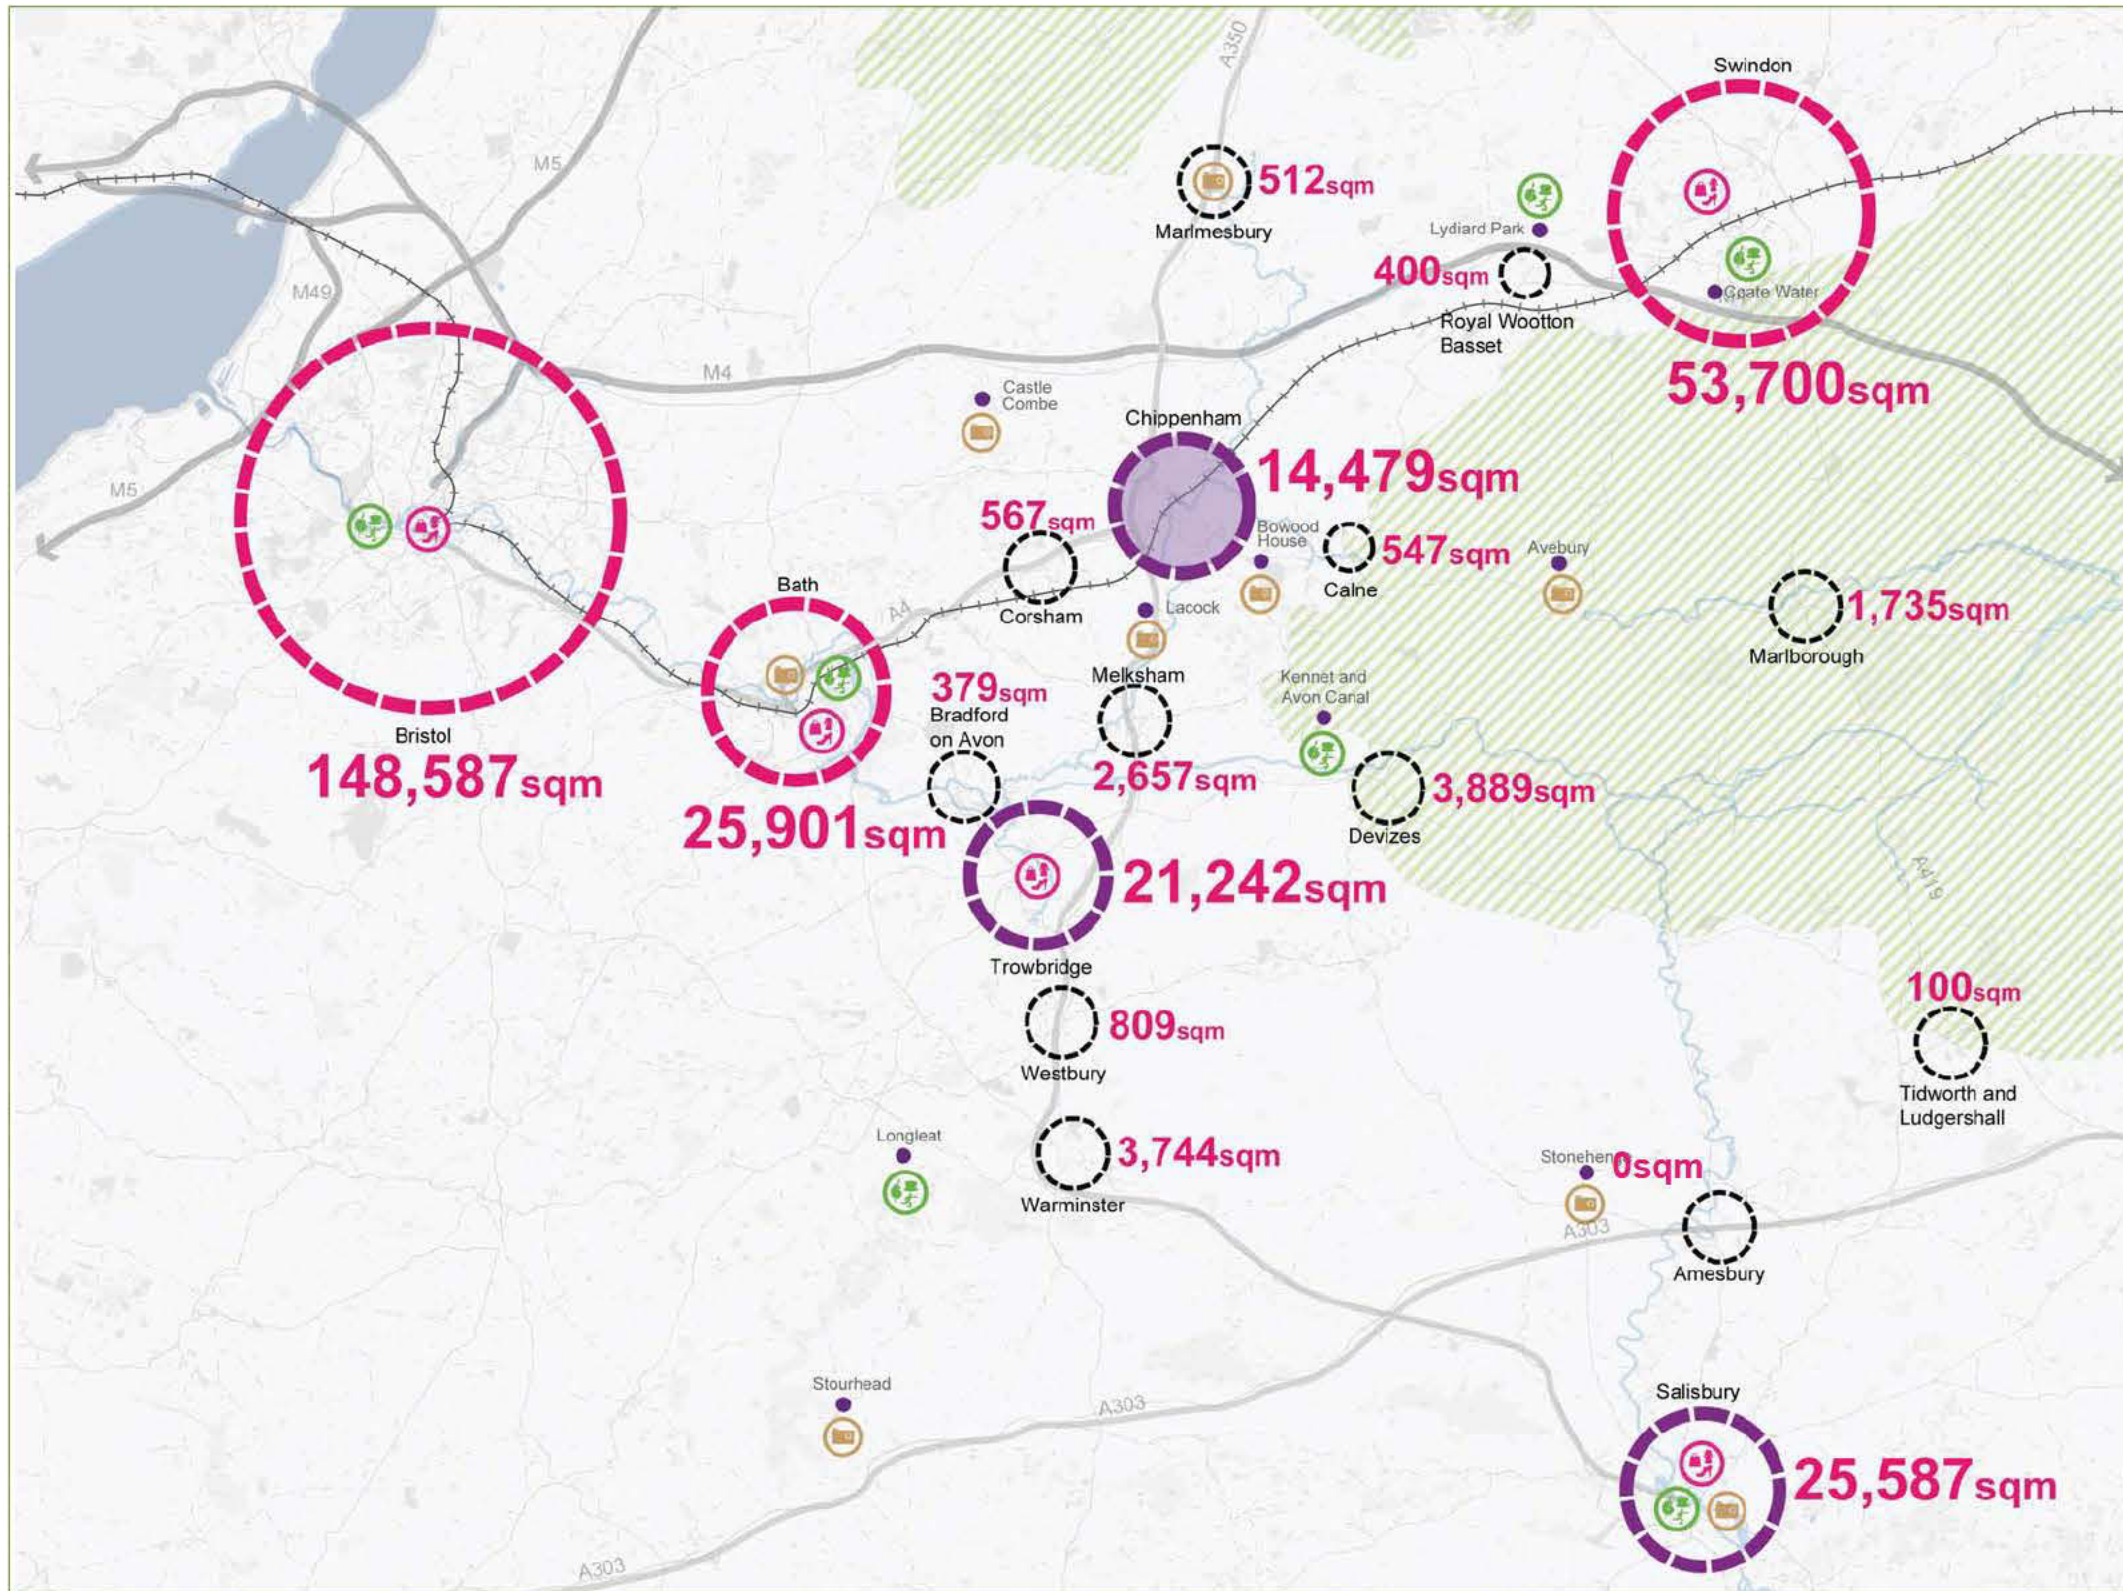 A350
Swindon
M5
512sqm
Marlmesbury
Lydiard Park
400sqm
M49
Coate Water
Royal Wootton
Basset
M4
53,700sqm
Castle
Combe
Chippenham
14,479sqm
M5
567sqm
Bowood
House
547sqm
Avebury
Calne
Bath
A4
Corsham
Lacock
1,735sqm
Marlborough
Melksham
Kennet and
Avon Canal
379sqm
Bradford
on Avon
Bristol
148,587sqm
2,657sqm
3,889sqm
25,901sqm
Devizes
21,242sqm
A419
Trowbridge
100sqm
809sqm
Westbury
Tidworth and
Ludgershall
Longleat
3,744sqm
Stonehenge
0sqm
Warminster
A303
Amesbury
Stourhead
Salisbury
A303
25,587sqm
A303